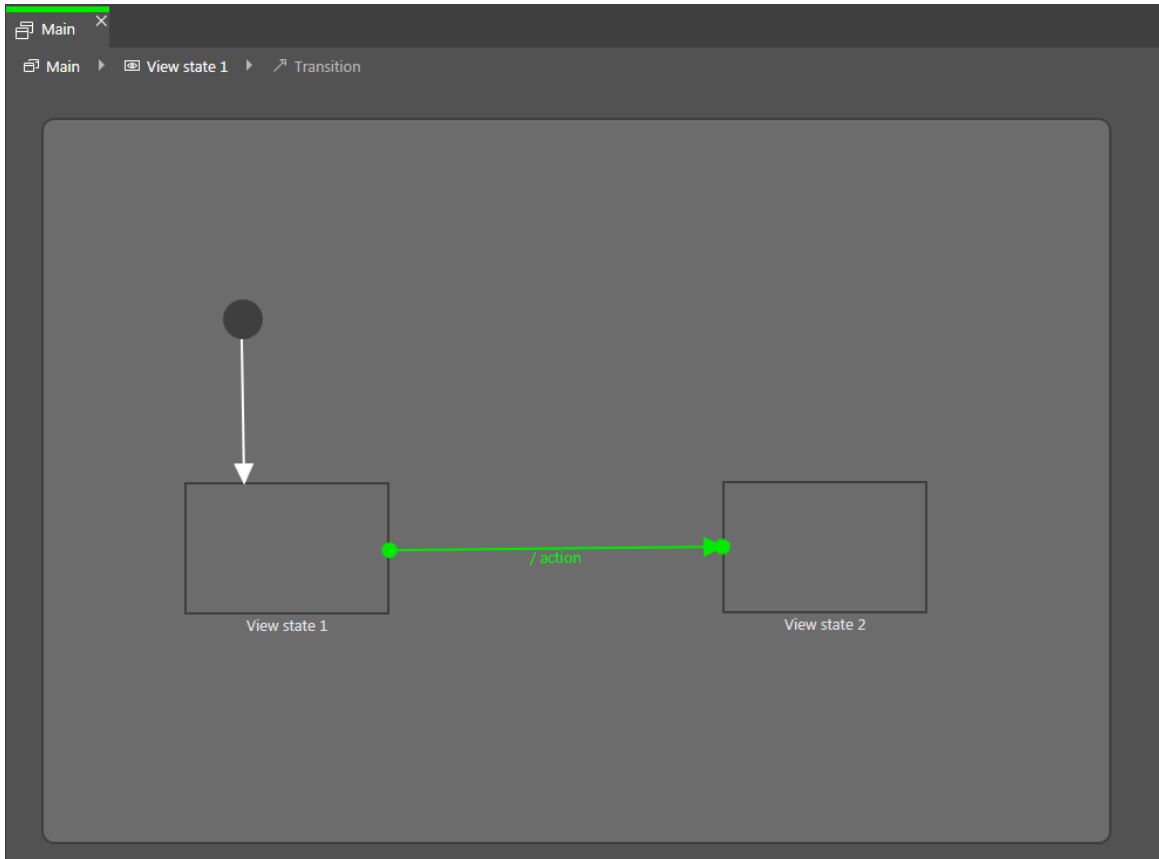 Main
Main View state 1 Transition
/ action
View state 1
View state 2